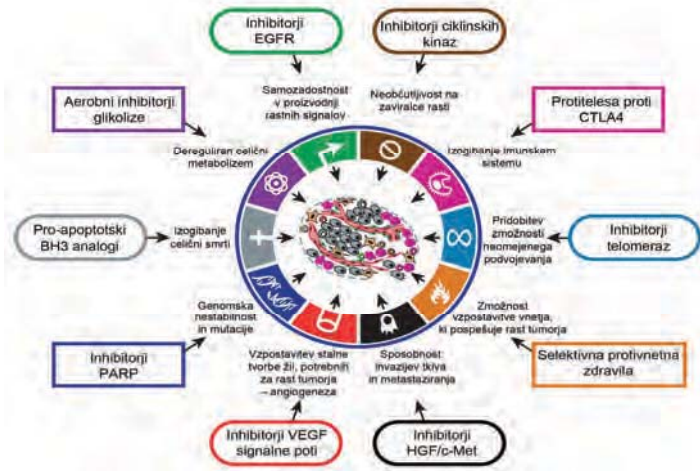 Inhibitorji
EGFR
Inhibitorji ciklinskih
kinaz
Aerobni inhibitorji
glikolize
Samozadostnost
v proizvodnji
rastnih signalov
Neobčutljivost na
zaviralce rasti
Protitelesa proti
CTLA4
Dereguliran celični
metabolizem
Izogibanje imunskem
sistemu
Pro-apoptotski
BH3 analogi
Izogibanje
celični smrti
Pridobitev
zmožnosti
neomejenega
podvojevanja
Inhibitorji
telomeraz
Genomska
nestabilnost
in mutacije
Zmožnost
vzpostavitve vnetja,
ki pospešuje rast tumorja
Inhibitorji
PARP
Vzpostavitev stalne
tvorbe žil, potrebnih
za rast tumorja
– angiogeneza
Sposobnost
invazijev tkiva
in metastaziranja
Selektivna protivnetna
zdravila
Inhibitorji VEGF
signalne poti
Inhibitorji
HGF/c-Met